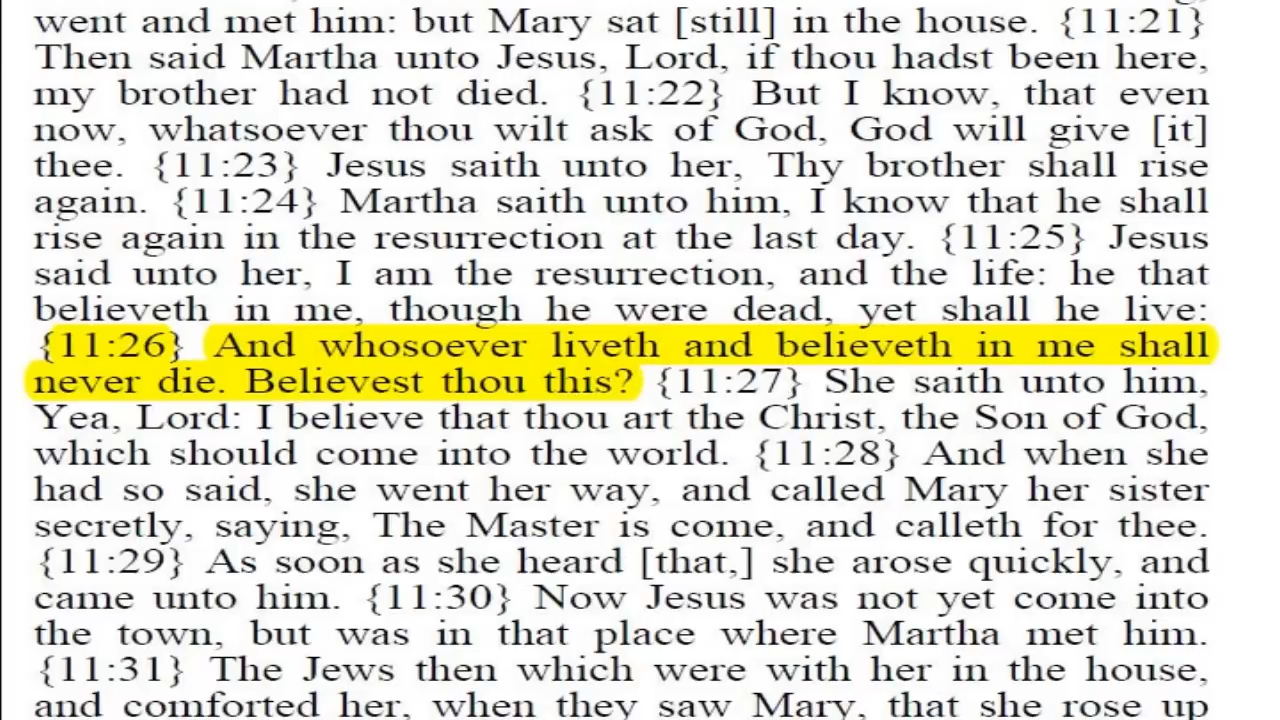 went and met him: but Mary sat [still] in the house. {11:21}
Then said Martha unto Jesus, Lord, if thou hadst been here,
my brother had not died. {11:22} But I know, that even
now, whatsoever thou wilt ask of God, God will give [it]
thee. {11:23} Jesus saith unto her, Thy brother shall rise
again. {11:24} Martha saith unto him, I know that he shall
rise again in the resurrection at the last day. {11:25} Jesus
said unto her, I am the resurrection, and the life: he that
believeth in me, though he were dead, yet shall he live:
{11:26} And whosoever liveth and believeth in me shall
never die. Believest thou this? {11:27} She saith unto him,
Yea, Lord: I believe that thou art the Christ, the Son of God,
which should come into the world. {11:28} And when she
had so said, she went her way, and called Mary her sister
secretly, saying, The Master is come, and calleth for thee.
{11:29} As soon as she heard [that,] she arose quickly, and
came unto him. {11:30} Now Jesus was not yet come into
the town, but was in that place where Martha met him.
{11:31} The Jews then which were with her in the house,
and comforted her, when they saw Mary, that she rose up